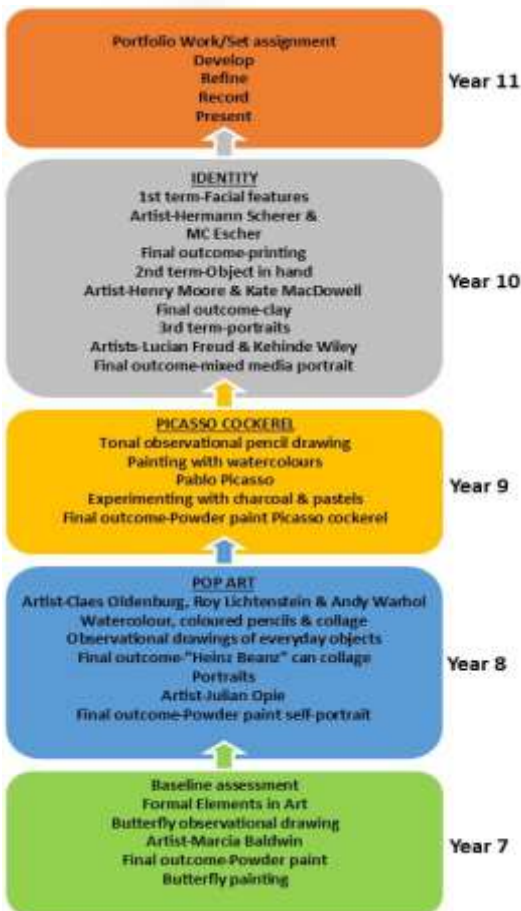 Portfolio Work/Set assignment
Develop
Refine
Record
Present
Year 11
IDENTITY
1st term-Facial features
Artist-Hermann Scherer &
MC Escher
Final outcome-printing
2nd term-Object in hand
Artist-Henry Moore & Kate MacDowell
Final outcome-clay
3rd term-portraits
Artists-Lucian Freud & Kehinde Wiley
Final outcome-mixed media portrait
Year 10
PICASSO COCKEREL
Tonal observational pencil drawing
Painting with watercolours
Pablo Picasso
Experimenting with charcoal & pastels
Final outcome-Powder paint Picasso cockerel
Year 9
POP ART
Artist-Claes Oldenburg, Roy Lichtenstein & Andy Warhol
Watercolour, coloured pencils & collage
Observational drawings of everyday objects
Final outcome-"Heinz Beanz" can collage
Portraits
Artist-Julian Opie
Final outcome-Powder paint self-portrait
Year 8
Baseline assessment
Formal Elements in Art
Butterfly observational drawing
Artist-Marcia Baldwin
Final outcome-Powder paint
Butterfly painting
Year 7